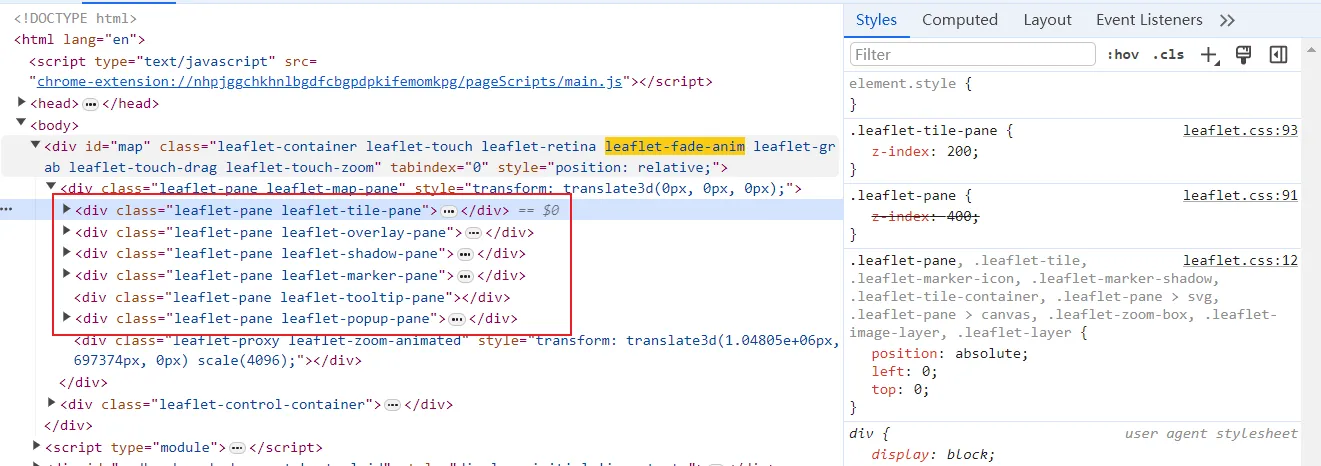 <!DOCTYPE html>
<html lang="en">
<script type="text/javascript" src=
"chrome-extension://nhpjggchkhnlbgdfcbgpdpkifemomkpg/pageScripts/main.js"></script>
<head> ••• </head>
<body>
<div id="map" class="leaflet-container leaflet-touch leaflet-retina leaflet-fade-anim leaflet-gr
ab leaflet-touch-drag leaflet-touch-zoom" tabindex="0" style="position: relative;">
<div class="leaflet-pane leaflet-map-pane" style="transform: translate3d(0px, 0px, 0px);">
<div class="leaflet-pane leaflet-tile-pane"> ••• </div> == $0
<div class="leaflet-pane leaflet-overlay-pane"> ••• </div>
<div class="leaflet-pane leaflet-shadow-pane"> ••• </div>
<div class="leaflet-pane leaflet-marker-pane"> ••• </div>
<div class="leaflet-pane leaflet-tooltip-pane"></div>
<div class="leaflet-pane leaflet-popup-pane"> ••• </div>
<div class="leaflet-proxy leaflet-zoom-animated" style="transform: translate3d(1.04805e+06px,
697374px, 0px) scale(4096);"></div>
</div>
<div class="leaflet-control-container"> ••• </div>
</div>
<script type="module"> ••• </script>
Styles Computed Layout Event Listeners
Filter :hov .cls
element.style {
}
.leaflet-tile-pane { leaflet.css:93
z-index: 200;
}
.leaflet-pane { leaflet.css:91
z-index: 400;
}
.leaflet-pane, .leaflet-tile, leaflet.css:12
.leaflet-marker-icon, .leaflet-marker-shadow,
.leaflet-tile-container, .leaflet-pane > svg,
.leaflet-pane > canvas, .leaflet-zoom-box, .leaflet-
image-layer, .leaflet-layer {
position: absolute;
left: 0;
top: 0;
}
div { user agent stylesheet
display: block;